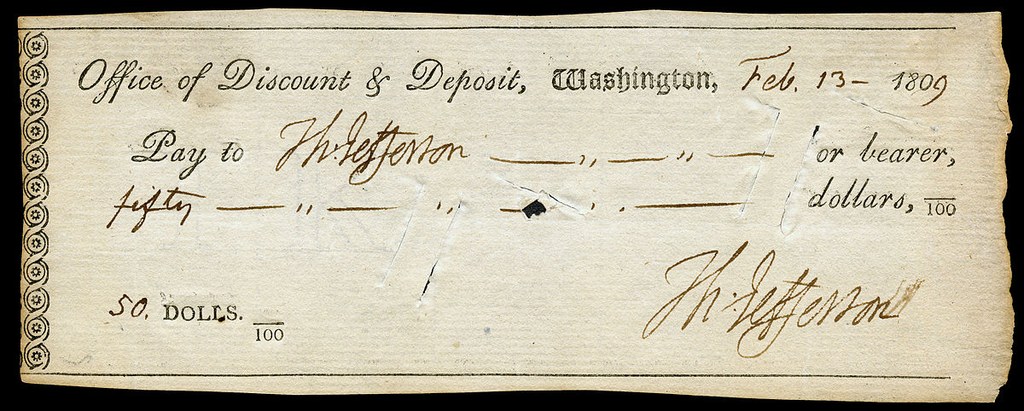 Office of Discount & Deposit, Washington, Feb. 13 - 1809
Pay to Th: Jefferson — „ — „ — or bearer,
fifty — „ — „ — „ — dollars, /100
50. DOLLS. /100
Th: Jefferson